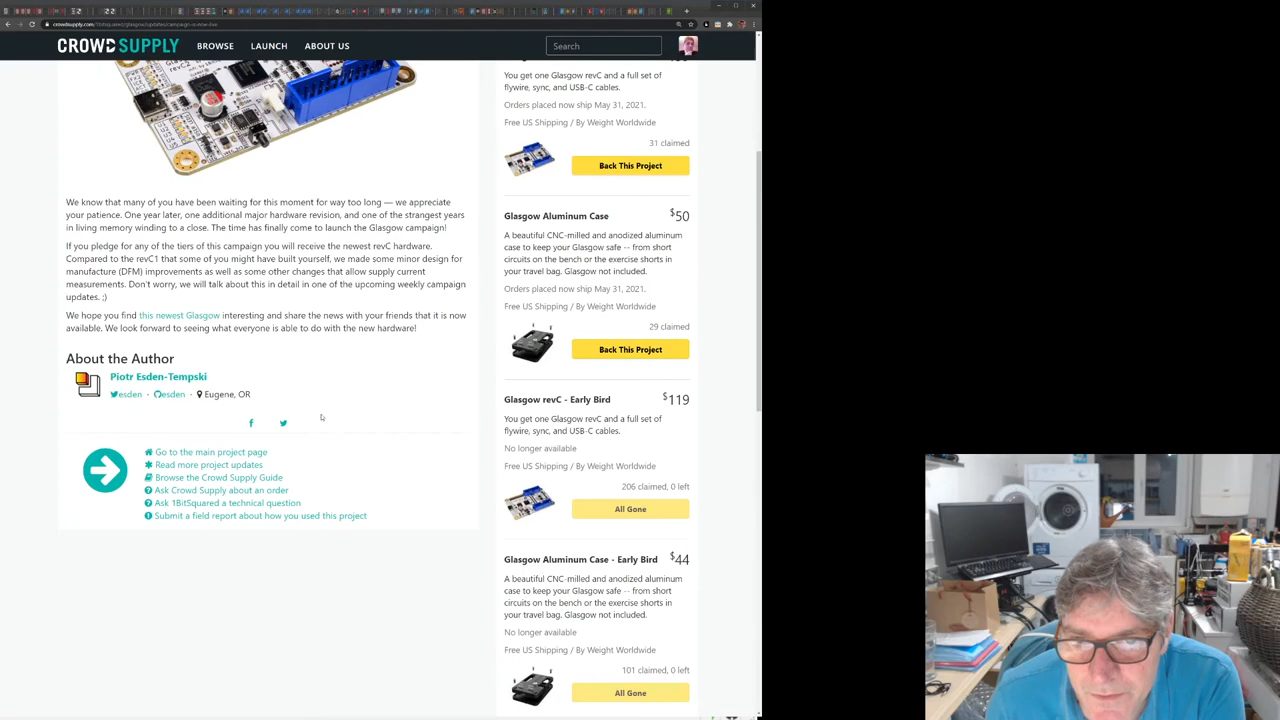 crowdsupply.com/1bitsquared/glasgow/updates/campaign-is-now-live
CROWD SUPPLY
BROWSE
LAUNCH
ABOUT US
Search
We know that many of you have been waiting for this moment for way too long — we appreciate
your patience. One year later, one additional major hardware revision, and one of the strangest years
in living memory winding to a close. The time has finally come to launch the Glasgow campaign!
If you pledge for any of the tiers of this campaign you will receive the newest revC hardware.
Compared to the revC1 that some of you might have built yourself, we made some minor design for
manufacture (DFM) improvements as well as some other changes that allow supply current
measurements. Don't worry, we will talk about this in detail in one of the upcoming weekly campaign
updates. ;)
We hope you find this newest Glasgow interesting and share the news with your friends that it is now
available. We look forward to seeing what everyone is able to do with the new hardware!
About the Author
Piotr Esden-Tempski
esden · esden · Eugene, OR
Go to the main project page
Read more project updates
Browse the Crowd Supply Guide
Ask Crowd Supply about an order
Ask 1BitSquared a technical question
Submit a field report about how you used this project
You get one Glasgow revC and a full set of
flywire, sync, and USB-C cables.
Orders placed now ship May 31, 2021.
Free US Shipping / By Weight Worldwide
31 claimed
Back This Project
Glasgow Aluminum Case $50
A beautiful CNC-milled and anodized aluminum
case to keep your Glasgow safe -- from short
circuits on the bench or the exercise shorts in
your travel bag. Glasgow not included.
Orders placed now ship May 31, 2021.
Free US Shipping / By Weight Worldwide
29 claimed
Back This Project
Glasgow revC - Early Bird $119
You get one Glasgow revC and a full set of
flywire, sync, and USB-C cables.
No longer available
Free US Shipping / By Weight Worldwide
206 claimed, 0 left
All Gone
Glasgow Aluminum Case - Early Bird $44
A beautiful CNC-milled and anodized aluminum
case to keep your Glasgow safe -- from short
circuits on the bench or the exercise shorts in
your travel bag. Glasgow not included.
No longer available
Free US Shipping / By Weight Worldwide
101 claimed, 0 left
All Gone